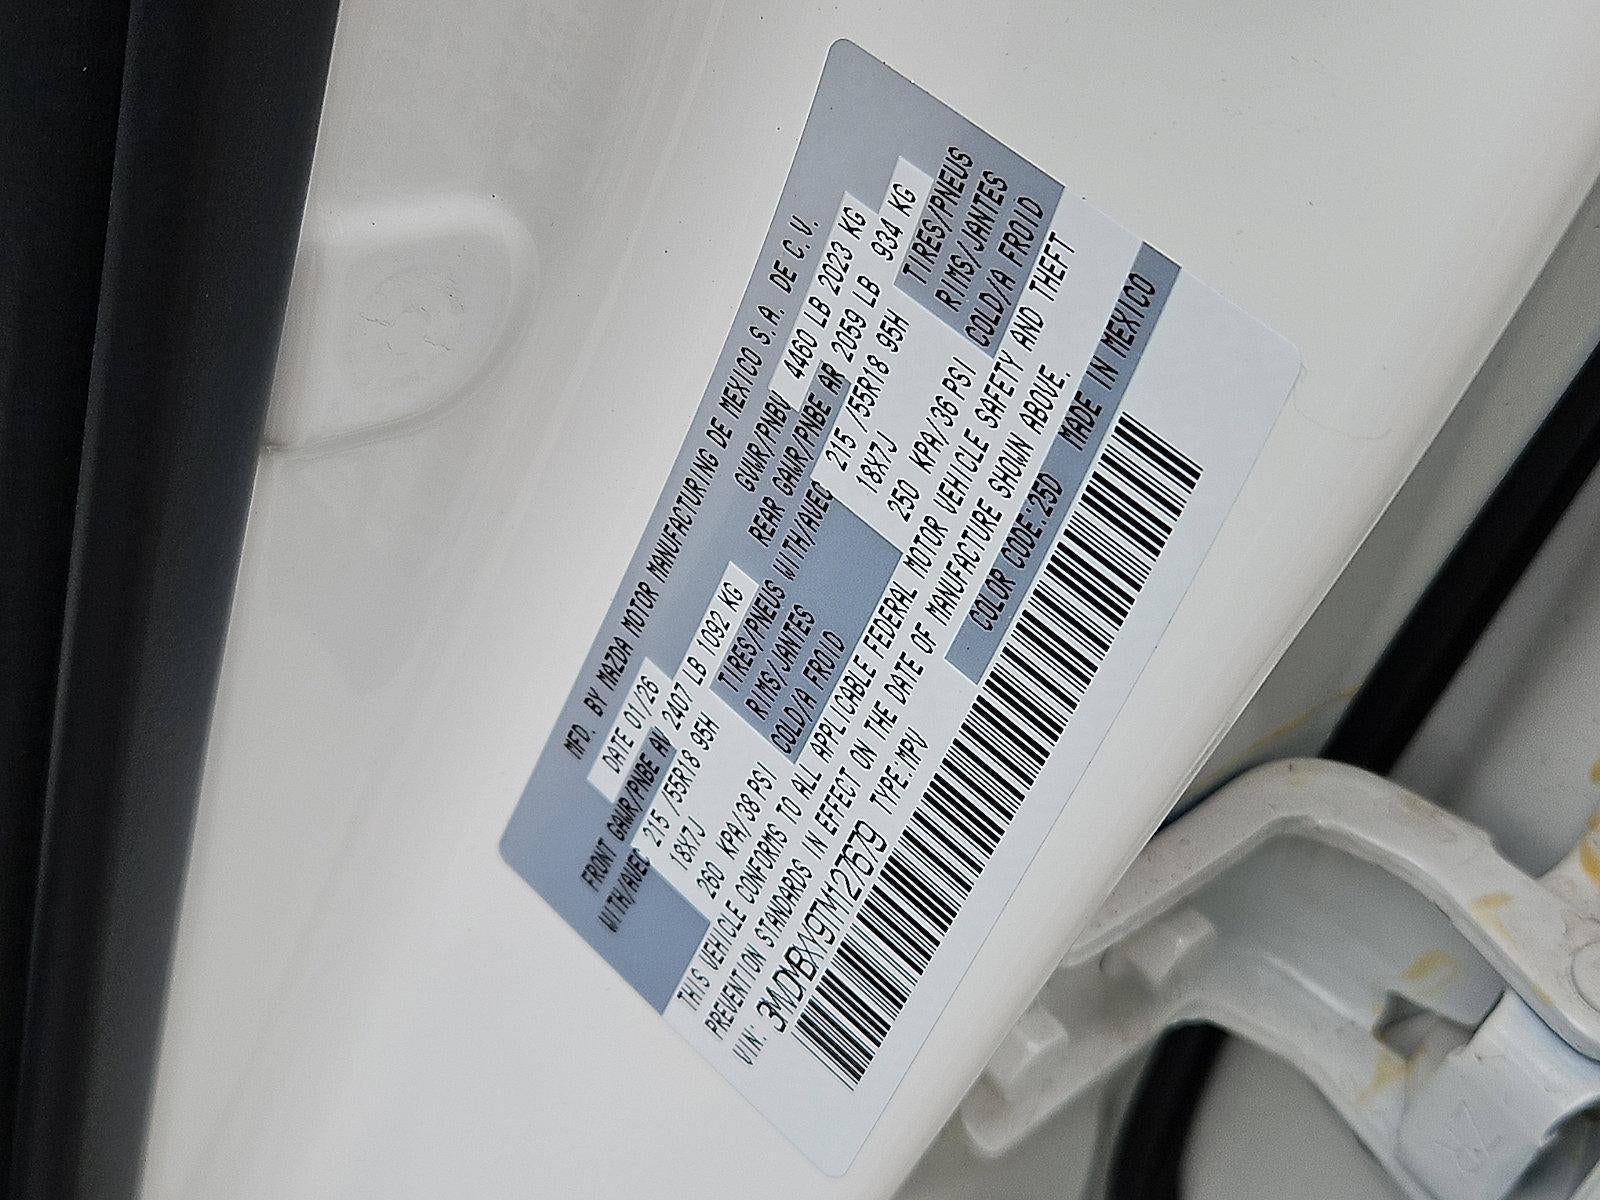 MFD. BY MAZDA MOTOR MANUFACTURING DE MEXICO S.A. DE C.V.
DATE 01/26 GVWR/PNBV 4460 LB 2023 KG
FRONT GAWR/PNBE AV 2407 LB 1092 KG REAR GAWR/PNBE AR 2059 LB 934 KG
WITH/AVEC 215 /55R18 95H TIRES/PNEUS WITH/AVEC 215 /55R18 95H TIRES/PNEUS
18X7J RIMS/JANTES 18X7J RIMS/JANTES
260 KPA/38 PSI COLD/A FROID 250 KPA/36 PSI COLD/A FROID
THIS VEHICLE CONFORMS TO ALL APPLICABLE FEDERAL MOTOR VEHICLE SAFETY AND THEFT
PREVENTION STANDARDS IN EFFECT ON THE DATE OF MANUFACTURE SHOWN ABOVE.
VIN: 3MVDMBXY9TM127679 TYPE:MPV COLOR CODE:25D MADE IN MEXICO